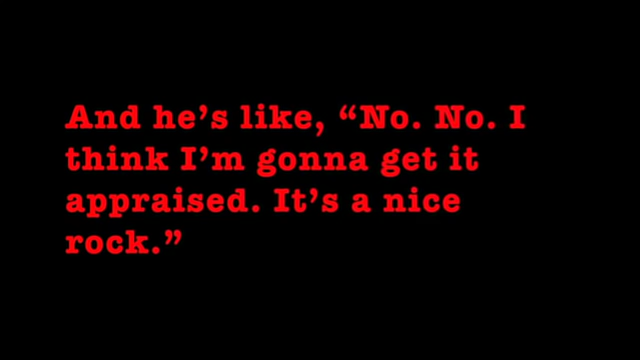 And he’s like, “No. No. I
think I’m gonna get it
appraised. It’s a nice
rock.”